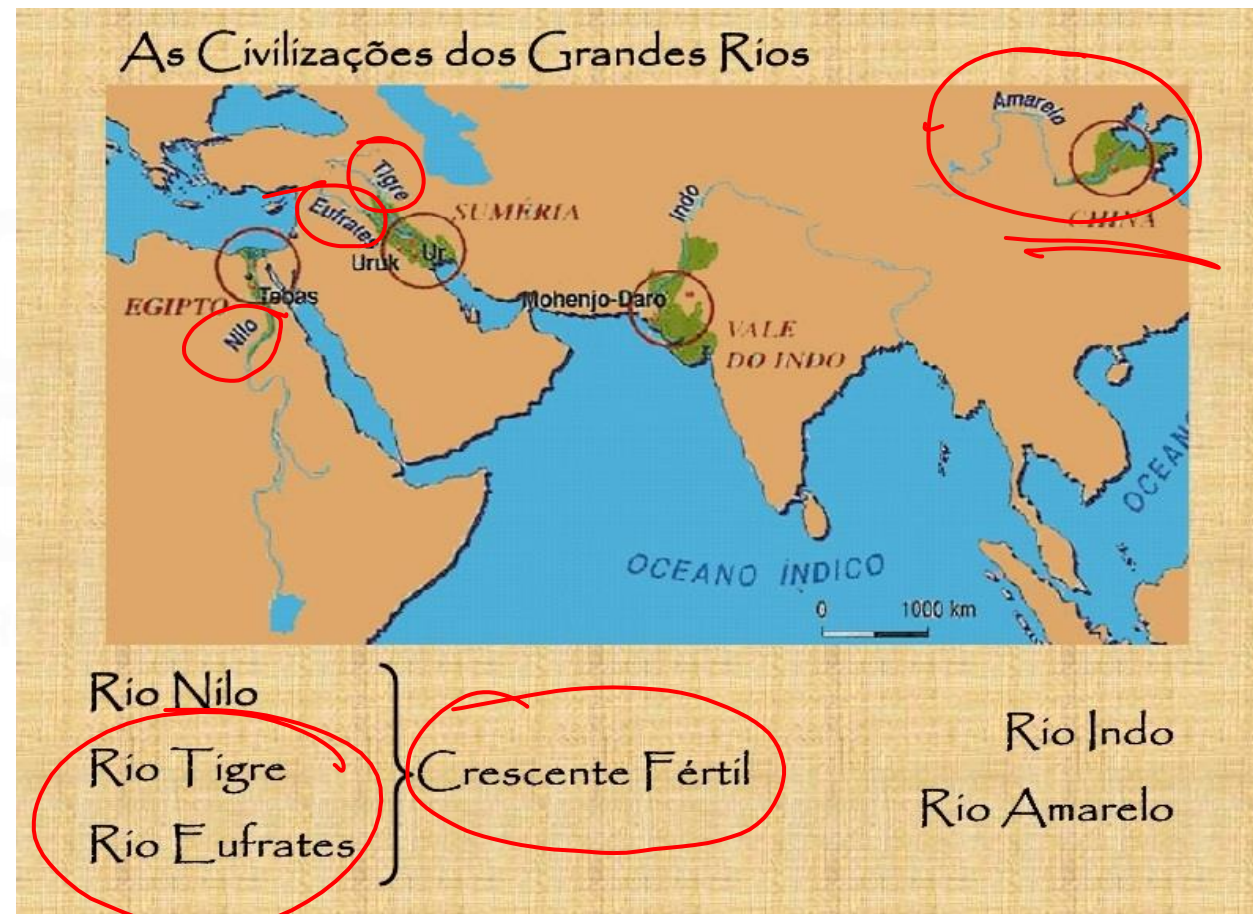 As Civilizações dos Grandes Rios
Amarelo
Tigre
Eufrates
SUMÉRIA
Indo
CHINA
Uruk
Ur
EGIPTO
Tebas
Mohenjo-Daro
Nilo
VALE
DO INDO
OCEAN
OCEANO ÍNDICO
0 1000 km
Rio Nilo
Rio Tigre
Rio Eufrates
Crescente Fértil
Rio Indo
Rio Amarelo